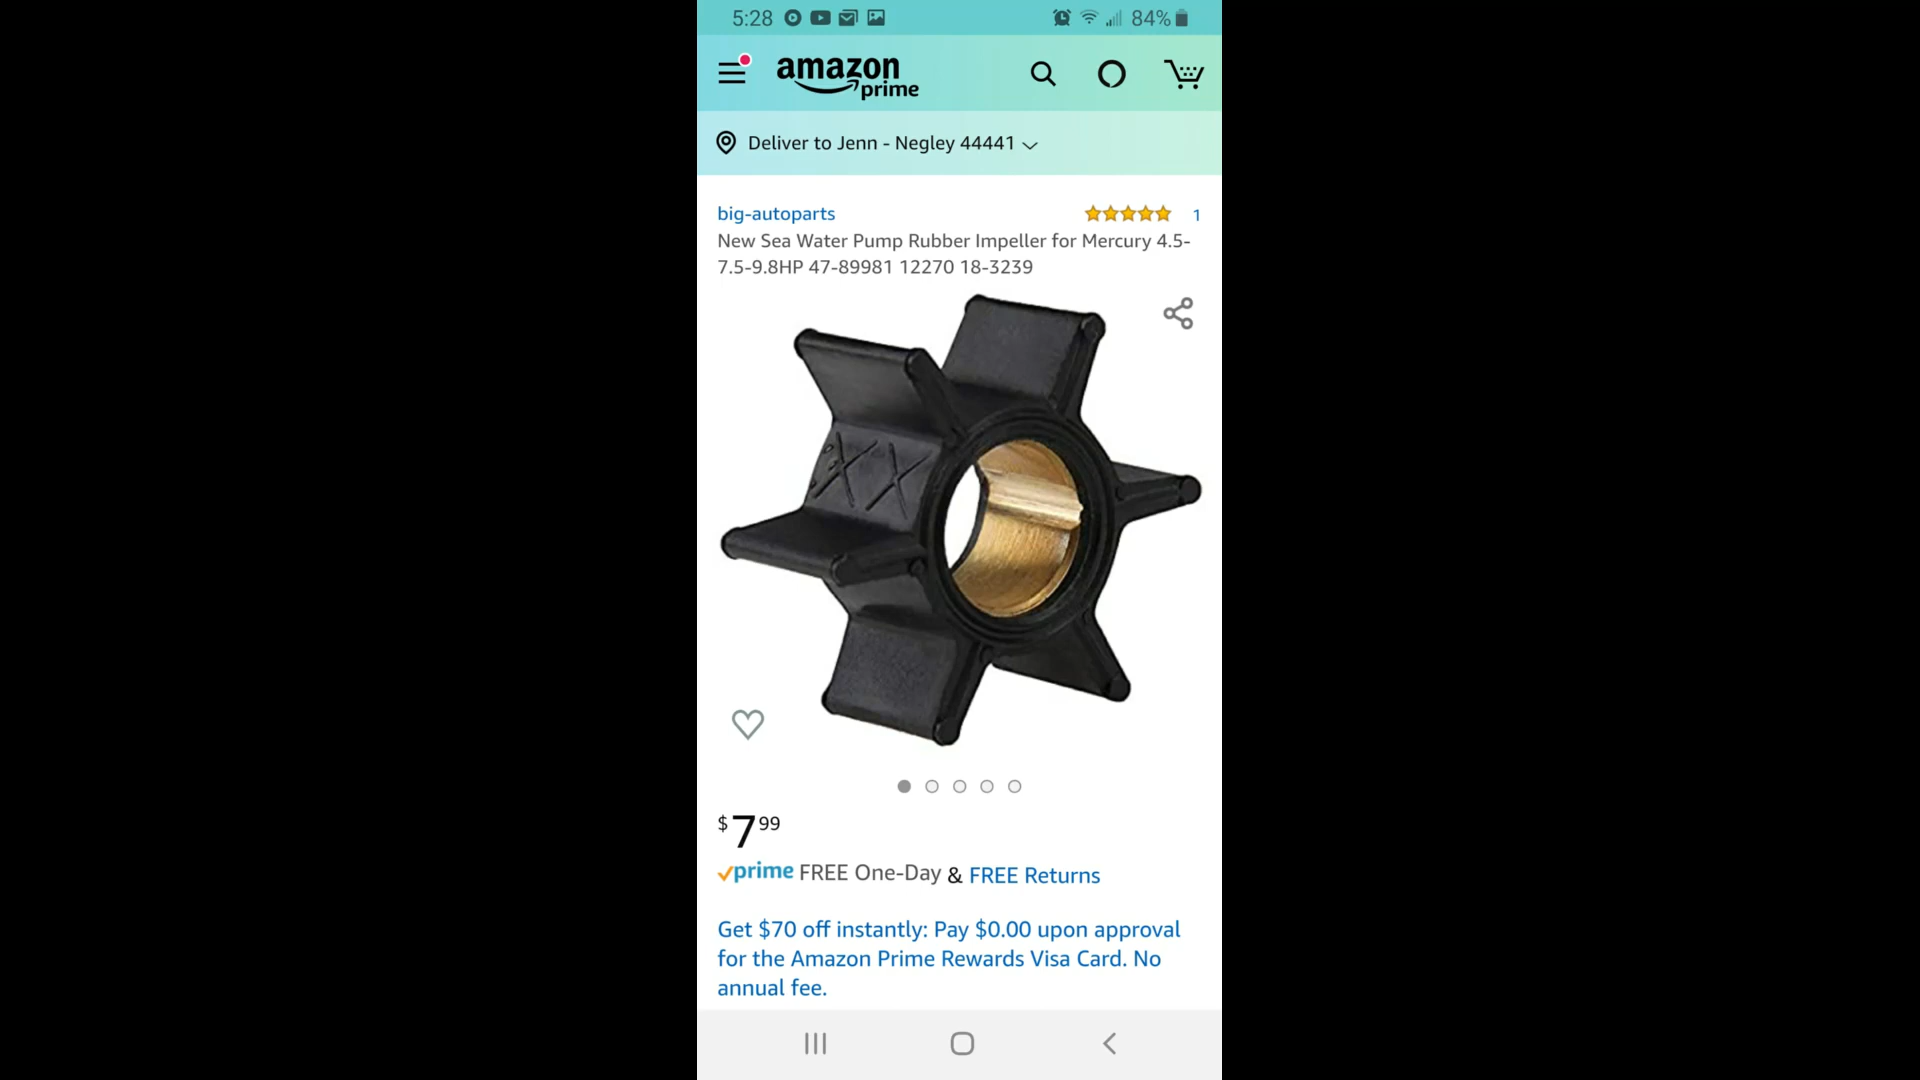 5:28
84%
amazon
prime
Deliver to Jenn - Negley 44441
big-autoparts
1
New Sea Water Pump Rubber Impeller for Mercury 4.5-
7.5-9.8HP 47-89981 12270 18-3239
XX
$7 99
prime FREE One-Day & FREE Returns
Get $70 off instantly: Pay $0.00 upon approval
for the Amazon Prime Rewards Visa Card. No
annual fee.